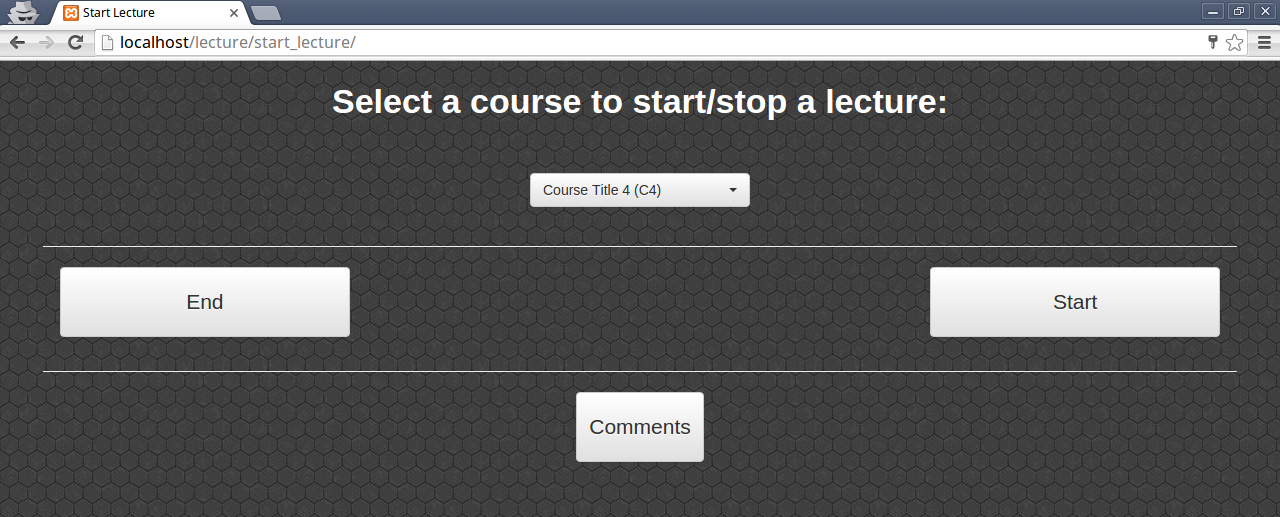 Start Lecture
localhost/lecture/start_lecture/
Select a course to start/stop a lecture:
Course Title 4 (C4)
End
Start
Comments